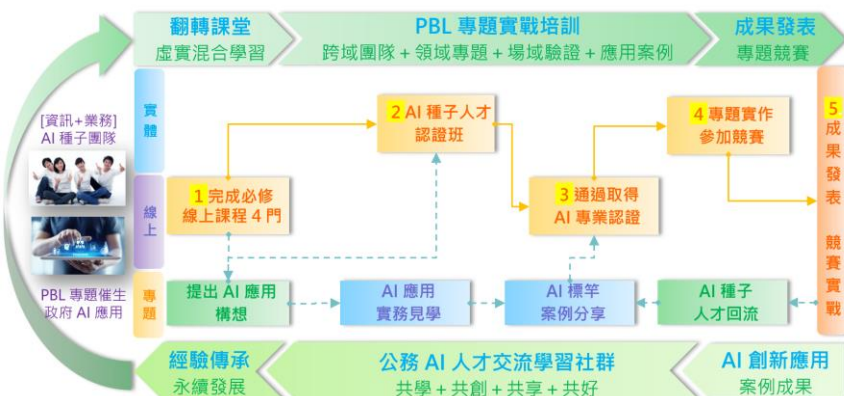 翻轉課堂
虛實混合學習
PBL 專題實戰培訓
跨域團隊+領域專題+場域驗證+應用案例
成果發表
專題競賽
[資訊+業務]
AI 種子團隊
PBL 專題催生
政府 AI 應用
實體
線上
專題
1 完成必修
線上課程 4 門
2 AI 種子人才
認證班
3 通過取得
AI 專業認證
4 專題實作
參加競賽
5 成果發表 競賽實戰
提出 AI 應用
構想
AI 應用
實務見學
AI 標竿
案例分享
AI 種子
人才回流
經驗傳承
永續發展
公務 AI 人才交流學習社群
共學+共創+共享+共好
AI 創新應用
案例成果